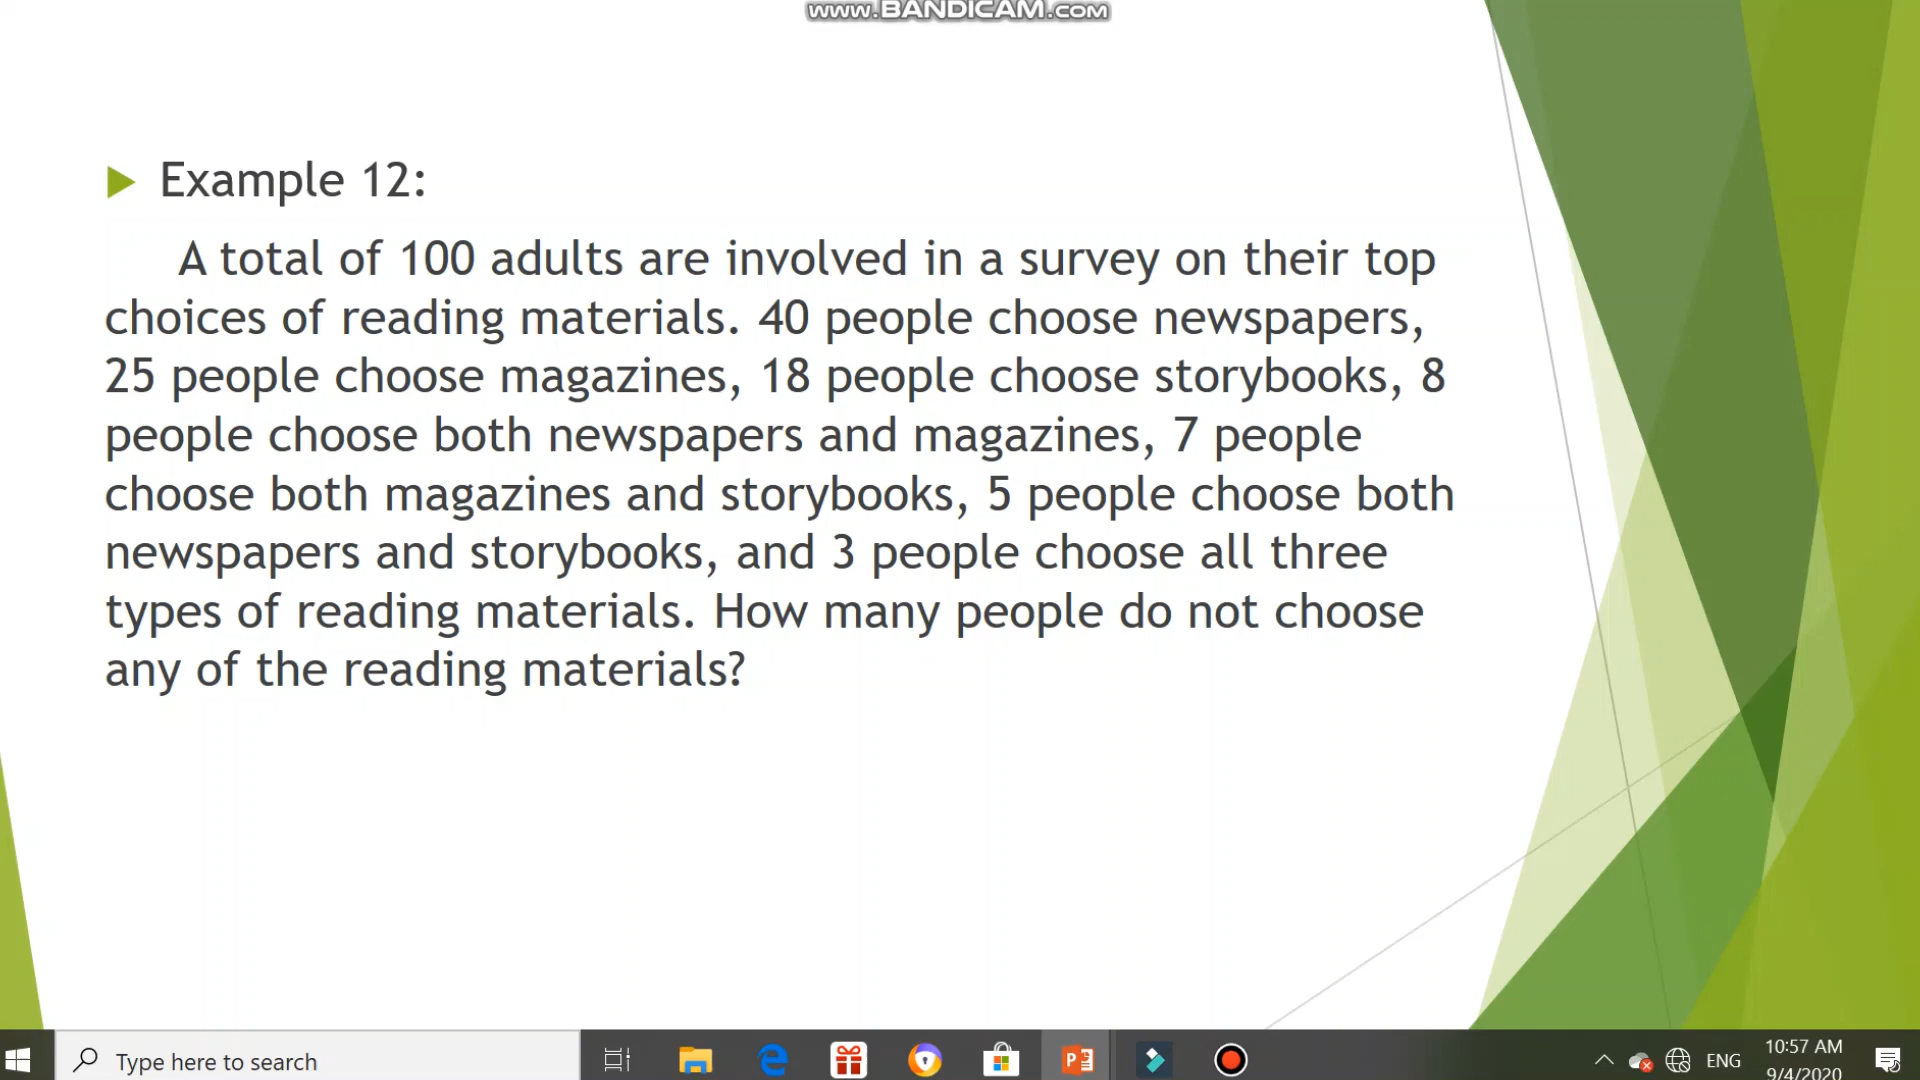 www.BANDICAM.com
Example 12:
A total of 100 adults are involved in a survey on their top
choices of reading materials. 40 people choose newspapers,
25 people choose magazines, 18 people choose storybooks, 8
people choose both newspapers and magazines, 7 people
choose both magazines and storybooks, 5 people choose both
newspapers and storybooks, and 3 people choose all three
types of reading materials. How many people do not choose
any of the reading materials?
Type here to search
P
ENG
10:57 AM
9/4/2020